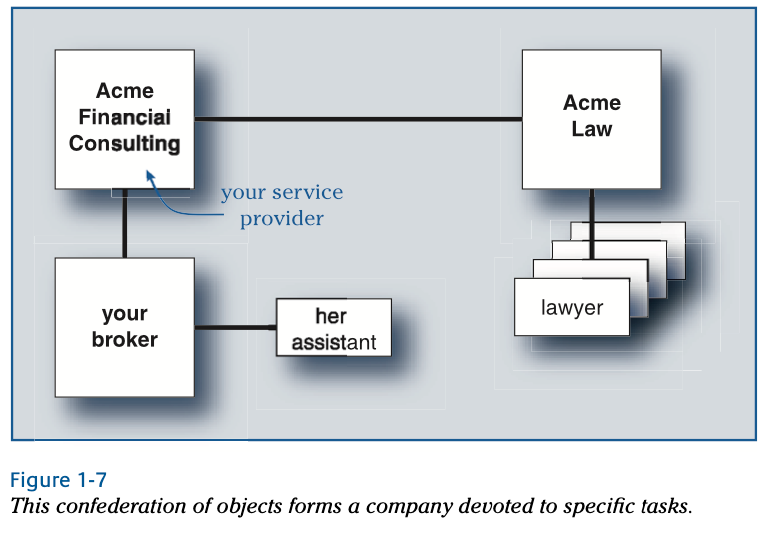 Acme
Financial
Consulting
Acme
Law
your service
provider
your
broker
her
assistant
lawyer
Figure 1-7
This confederation of objects forms a company devoted to specific tasks.